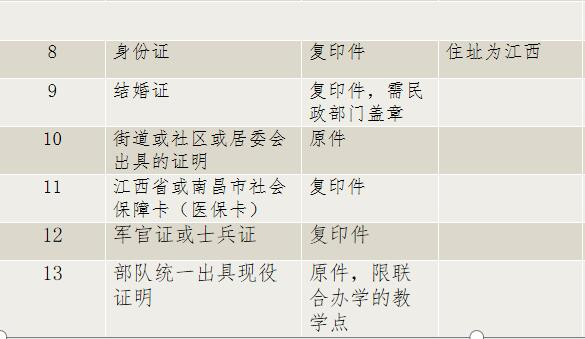 8 身份证 复印件 住址为江西
9 结婚证 复印件，需民
政部门盖章
10 街道或社区或居委会 原件
出具的证明
11 江西省或南昌市社会 复印件
保障卡（医保卡）
12 军官证或士兵证 复印件
13 部队统一出具现役 原件，限联
证明 合办学的教
学点